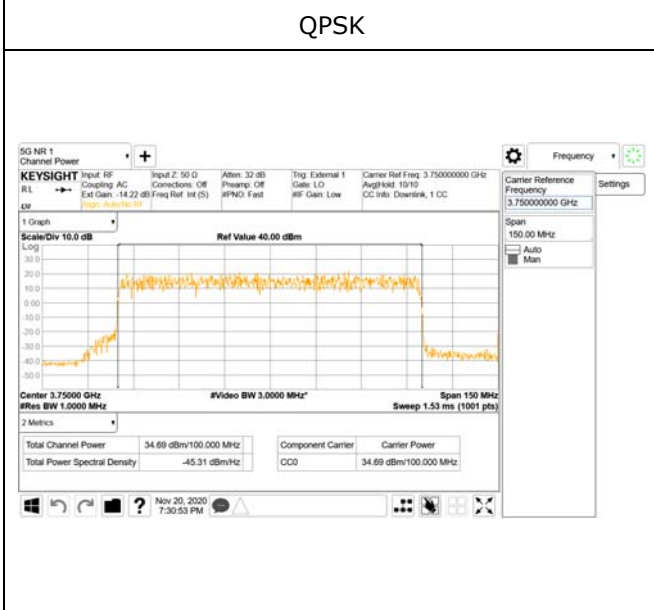 QPSK
5G NR 1
Channel Power
+
Frequency
KEYSIGHT Input: RF Input Z: 50 Ω Atten: 32 dB Trig: External 1 Carrier Ref Freq: 3.750000000 GHz
RL Coupling: AC Corrections: Off Preamp: Off Gate: LO Avg|Hold: 10/10
Ext Gain: -14.22 dB Freq Ref: Int (S) #PNO: Fast #IF Gain: Low CC Info: Downlink, 1 CC
Align: Auto/No RF
Carrier Reference Frequency
3.750000000 GHz
Settings
Span
150.00 MHz
Auto
Man
1 Graph
Scale/Div 10.0 dB Ref Value 40.00 dBm
Log
30.0
20.0
10.0
0.00
-10.0
-20.0
-30.0
-40.0
-50.0
Center 3.75000 GHz #Video BW 3.0000 MHz* Span 150 MHz
#Res BW 1.0000 MHz Sweep 1.53 ms (1001 pts)
2 Metrics
Total Channel Power 34.69 dBm/100.000 MHz Component Carrier Carrier Power
Total Power Spectral Density -45.31 dBm/Hz CC0 34.69 dBm/100.000 MHz
? Nov 20, 2020
7:30:53 PM